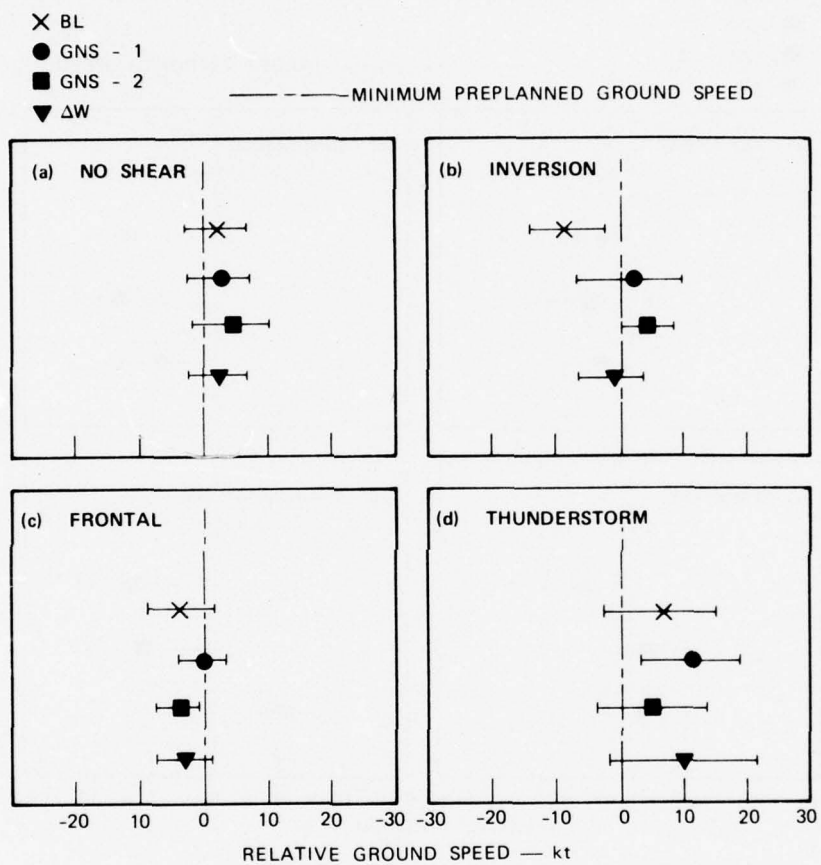 BL
GNS - 1
GNS - 2
ΔW
MINIMUM PREPLANNED GROUND SPEED
(a) NO SHEAR
(b) INVERSION
(c) FRONTAL
(d) THUNDERSTORM
-20 10 0 10 20 -30
-30 -20 -10 0 10 20 30
RELATIVE GROUND SPEED — kt